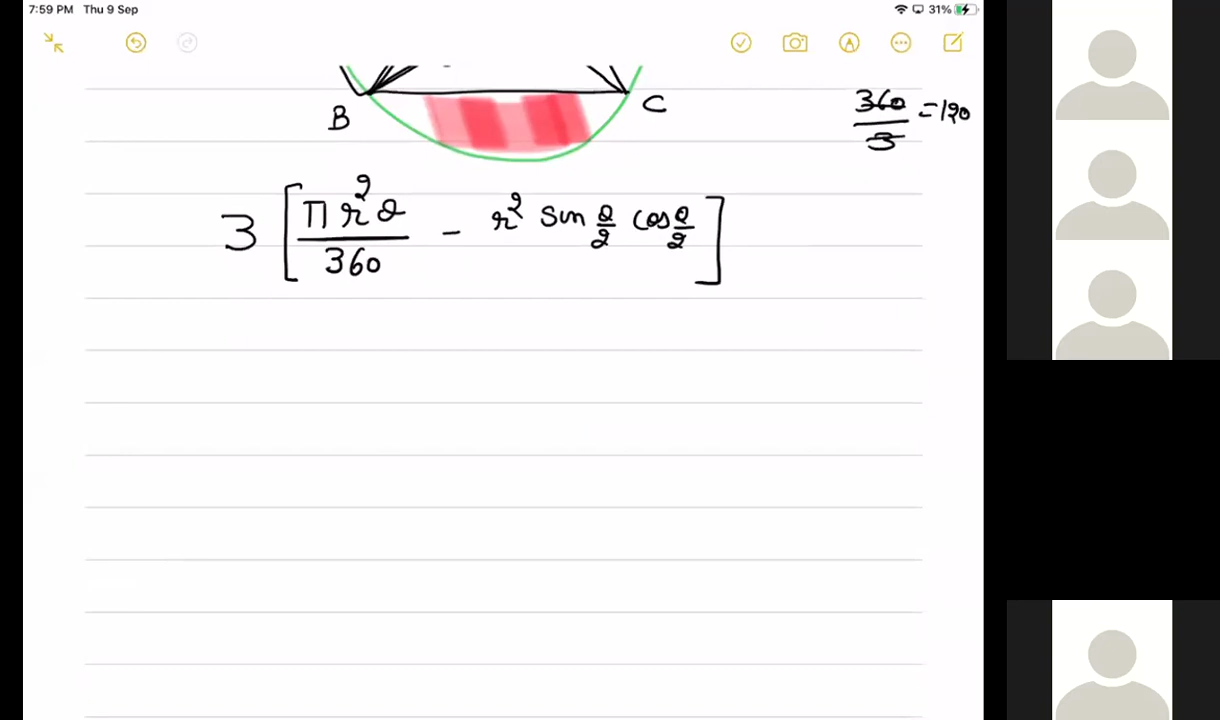 7:59 PM Thu 9 Sep 31%
B C
360/3 = 120
3 [ πr²θ/360 - r² sin θ/2 cos θ/2 ]